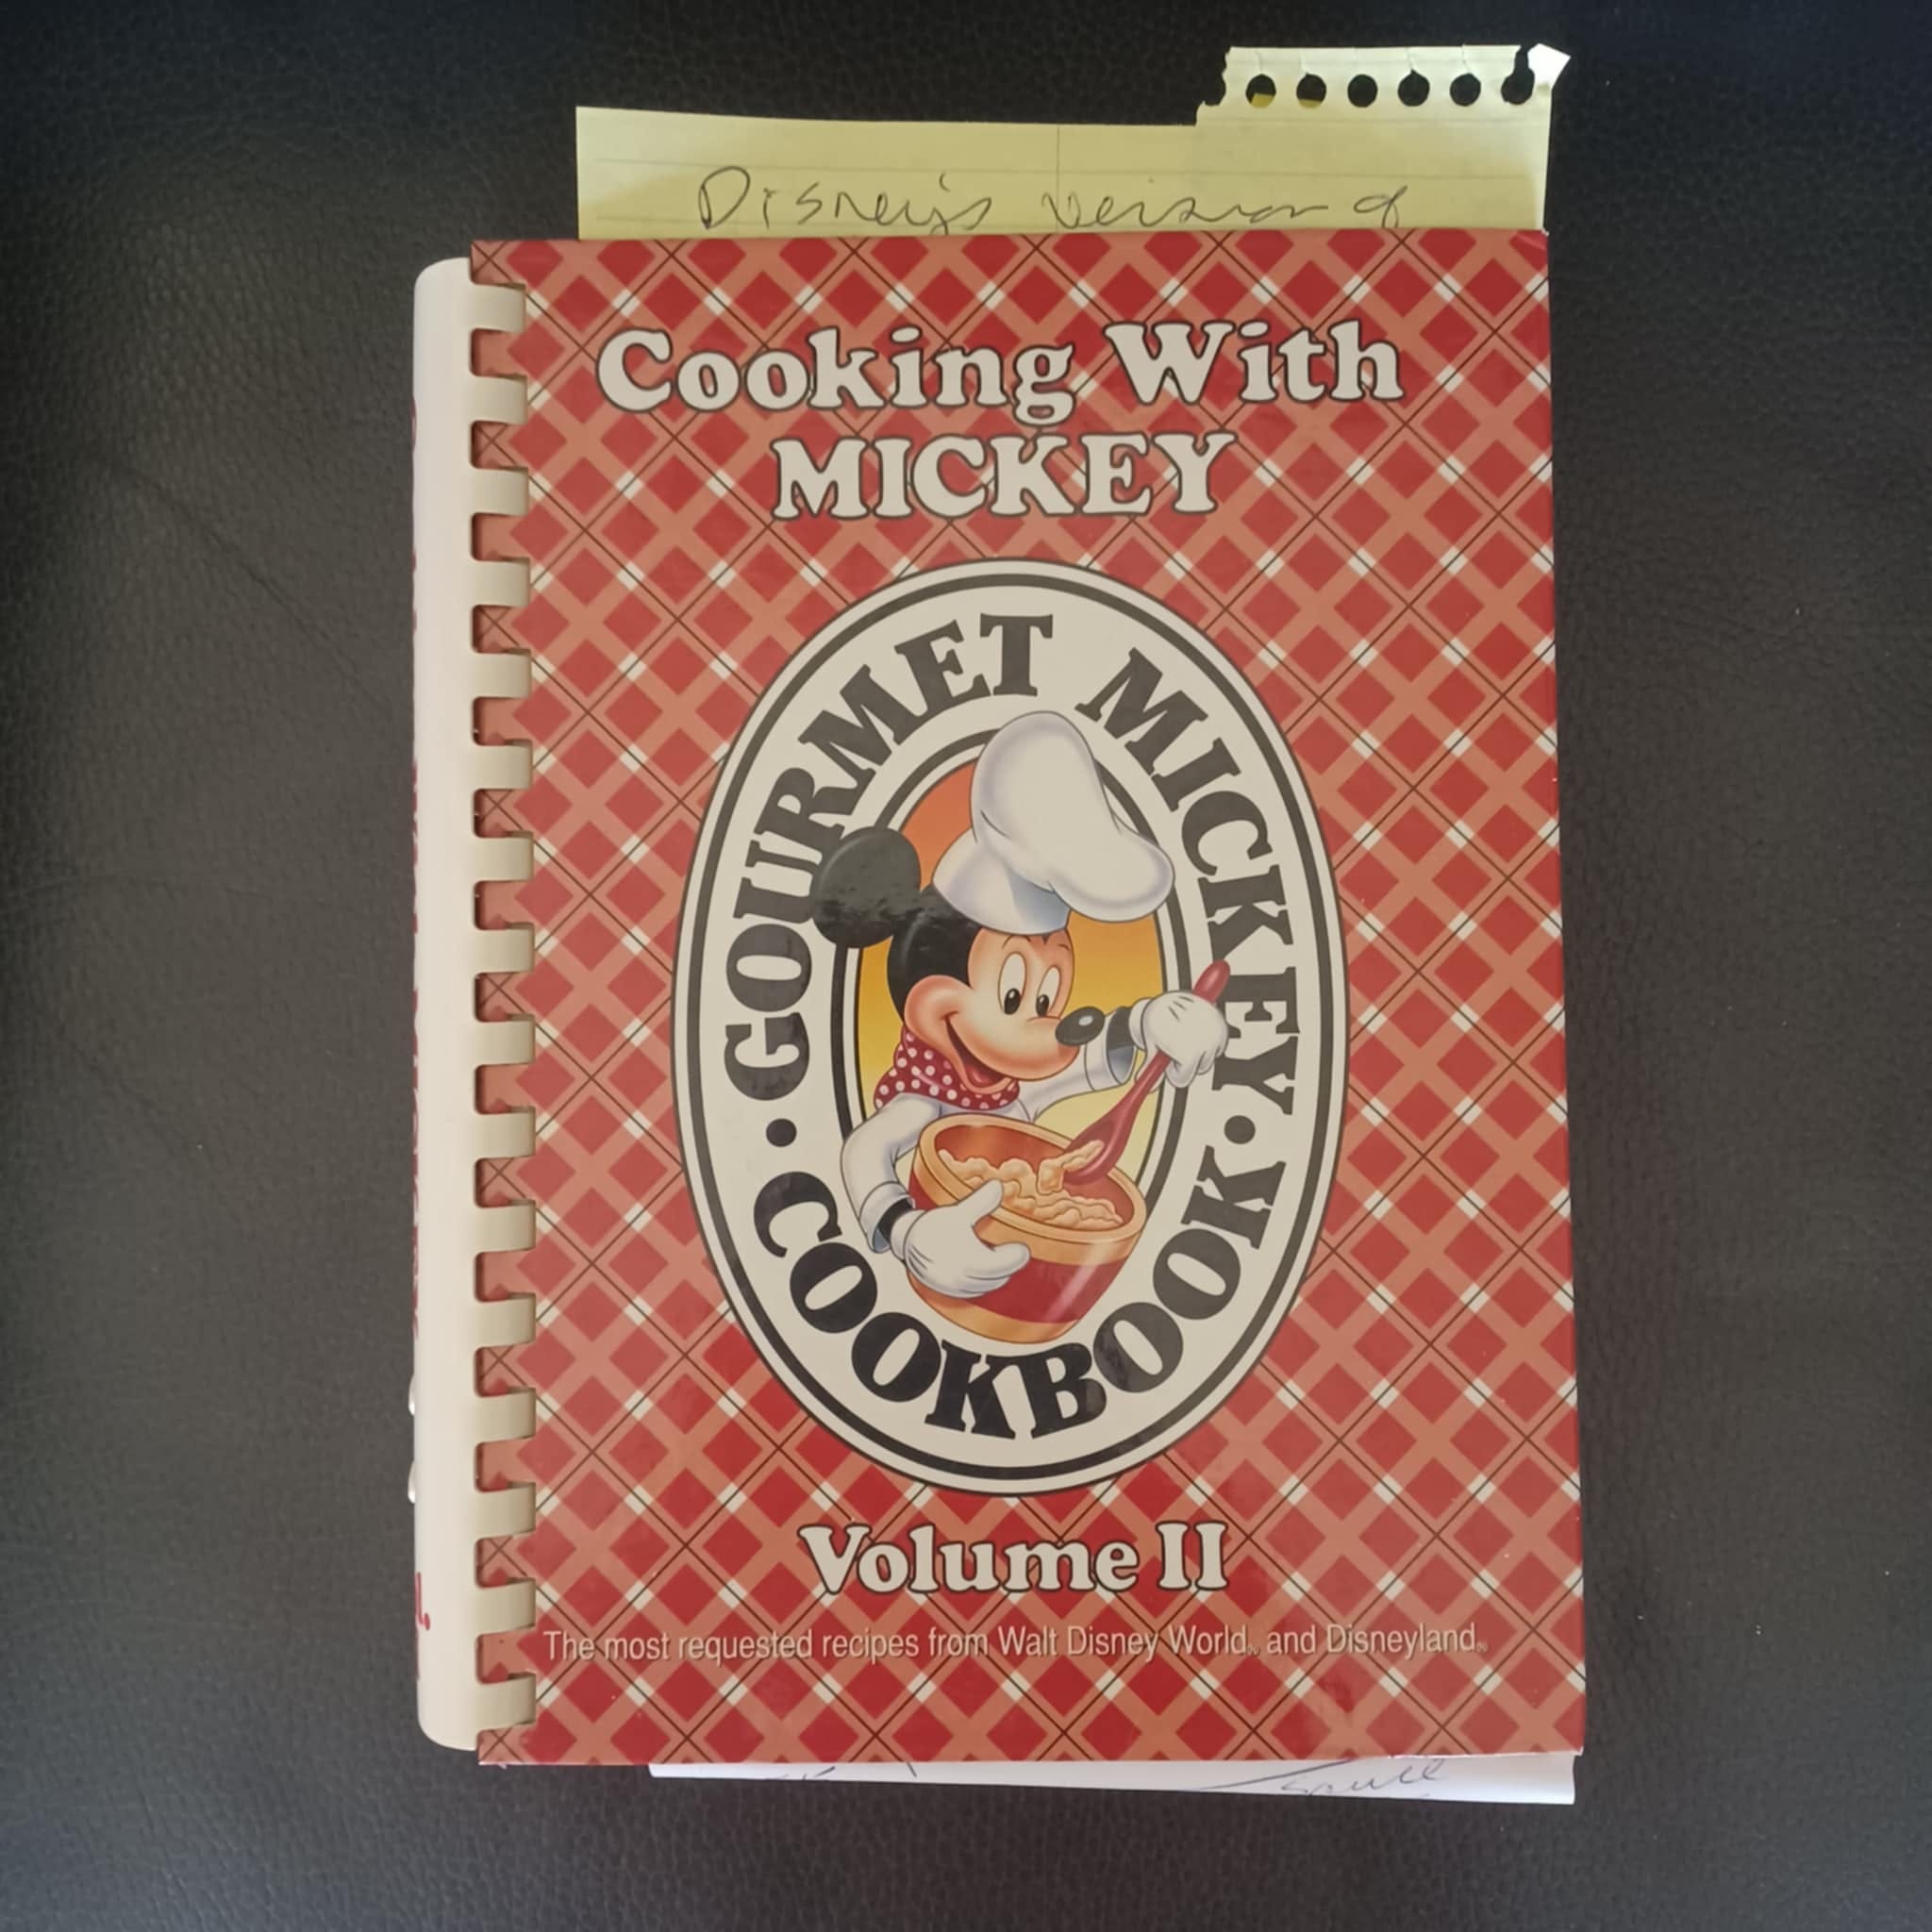 Disney's version of
Cooking With
MICKEY
GOURMET MICKEY
• COOKBOOK •
Volume II
The most requested recipes from Walt Disney World® and Disneyland®